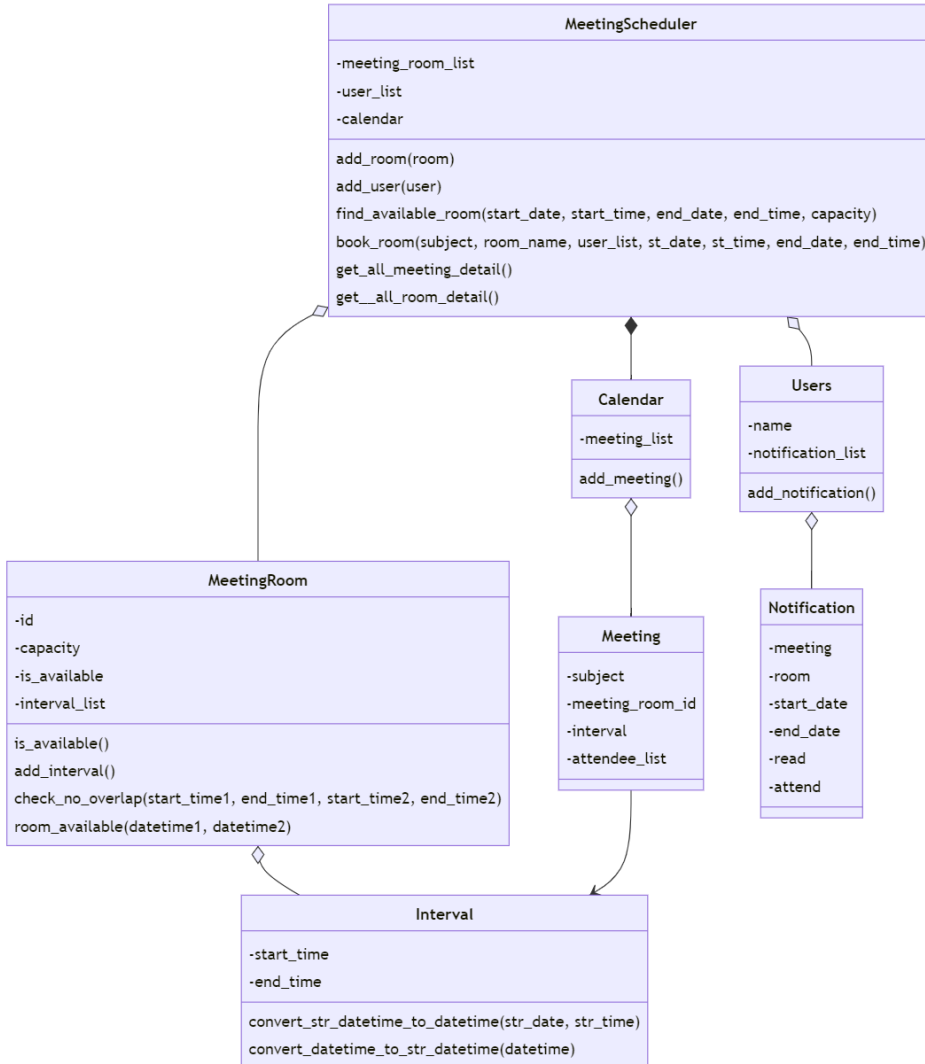 MeetingScheduler
-meeting_room_list
-user_list
-calendar
add_room(room)
add_user(user)
find_available_room(start_date, start_time, end_date, end_time, capacity)
book_room(subject, room_name, user_list, st_date, st_time, end_date, end_time)
get_all_meeting_detail()
get__all_room_detail()
Calendar
-meeting_list
add_meeting()
Users
-name
-notification_list
add_notification()
MeetingRoom
-id
-capacity
-is_available
-interval_list
is_available()
add_interval()
check_no_overlap(start_time1, end_time1, start_time2, end_time2)
room_available(datetime1, datetime2)
Meeting
-subject
-meeting_room_id
-interval
-attendee_list
Notification
-meeting
-room
-start_date
-end_date
-read
-attend
Interval
-start_time
-end_time
convert_str_datetime_to_datetime(str_date, str_time)
convert_datetime_to_str_datetime(datetime)